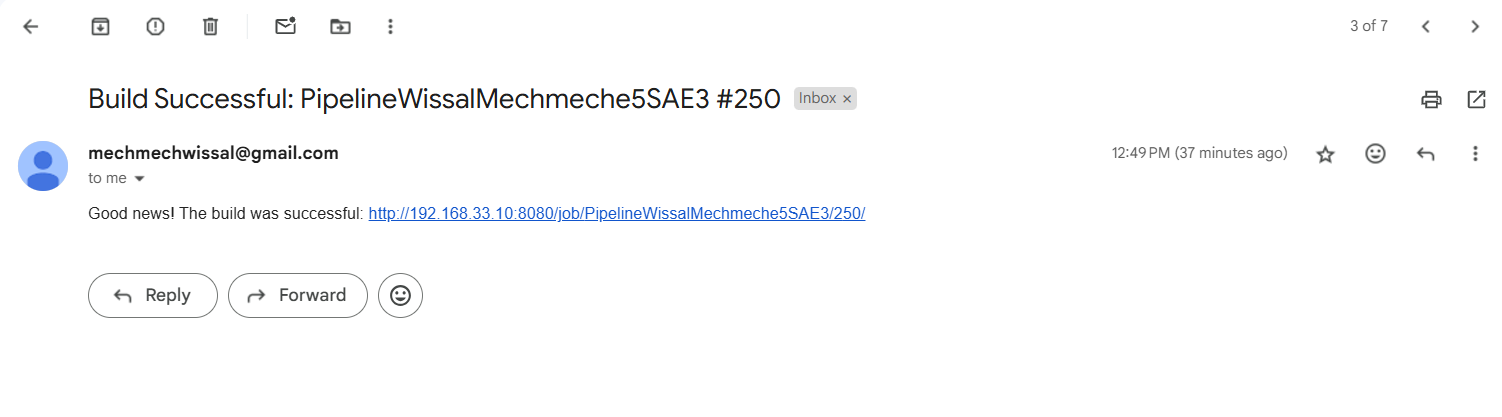 3 of 7
Build Successful: PipelineWissalMechmeche5SAE3 #250 Inbox ×
mechmechwissal@gmail.com 12:49 PM (37 minutes ago)
to me
Good news! The build was successful: http://192.168.33.10:8080/job/PipelineWissalMechmeche5SAE3/250/
Reply Forward